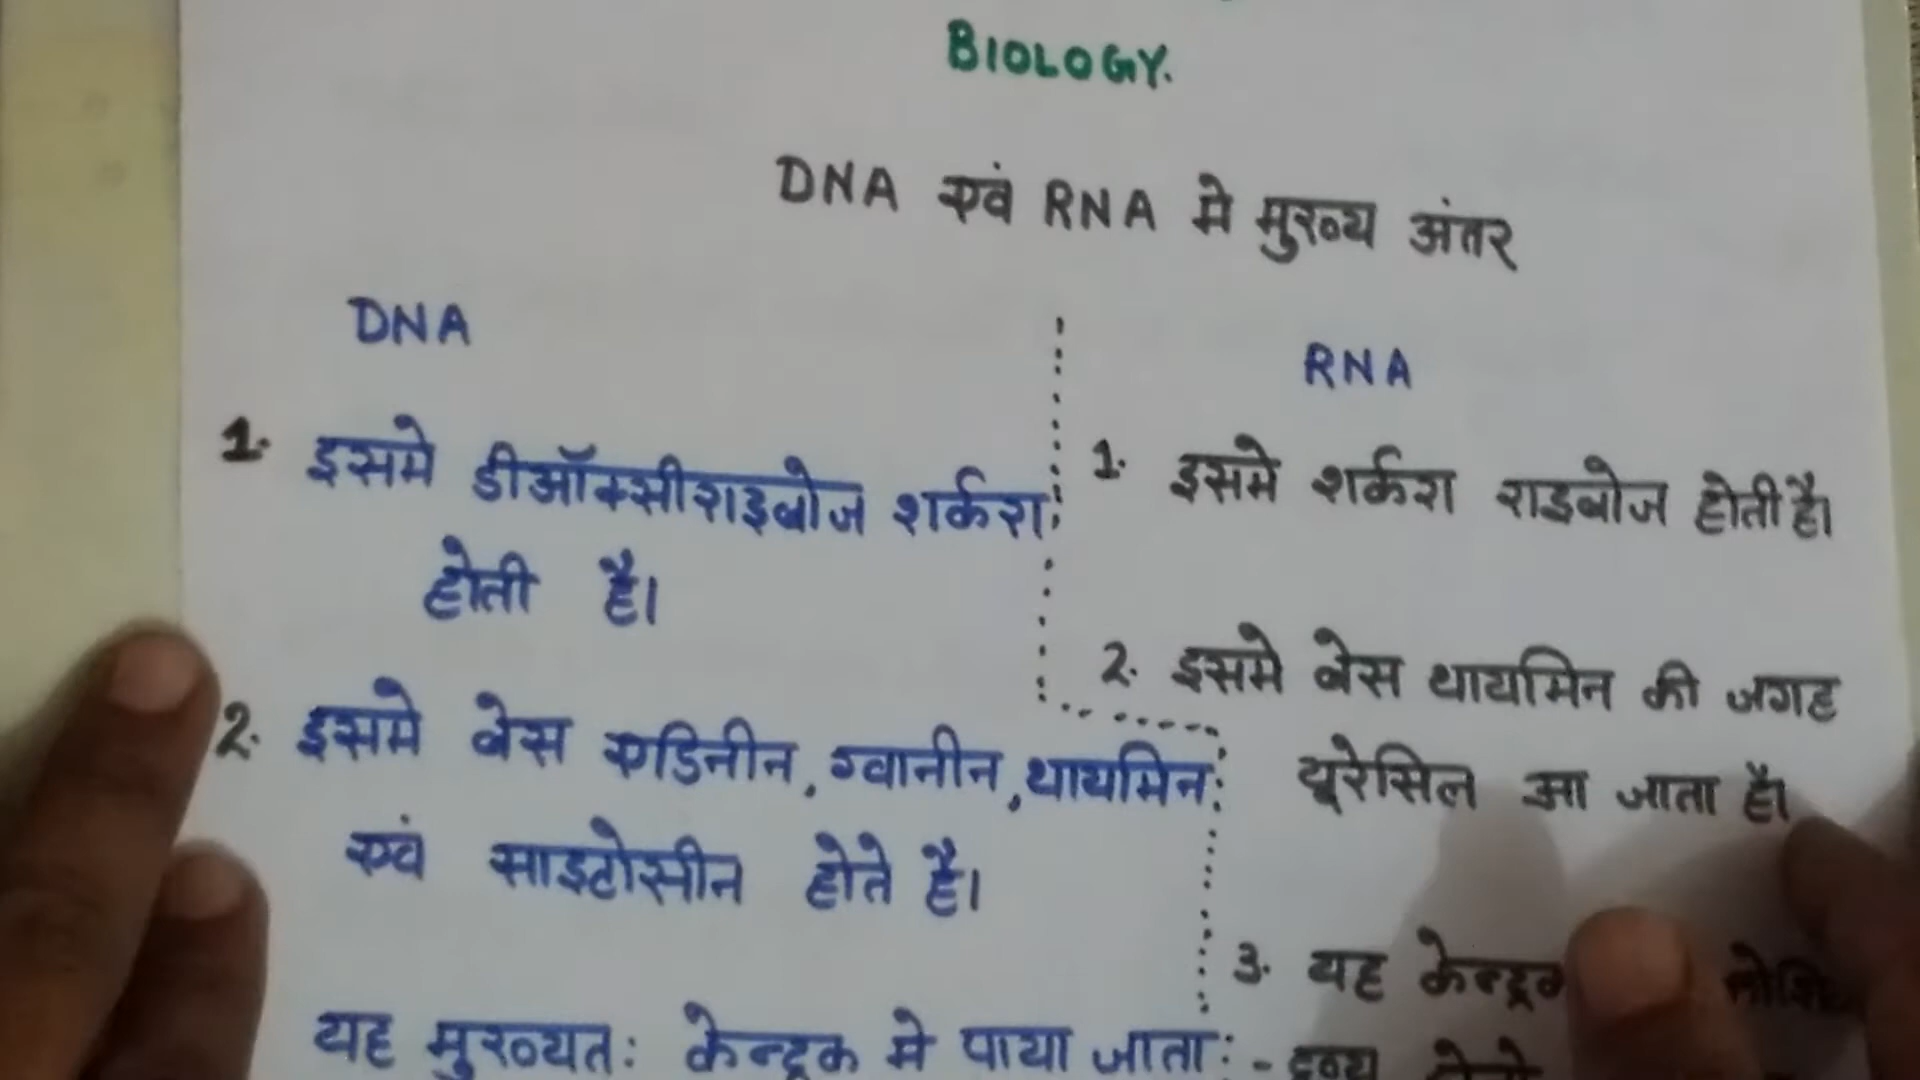 BIOLOGY.
DNA एवं RNA मे मुख्य अंतर
DNA
1. इसमे डीऑक्सीराइबोज शर्करा
होती है।
2. इसमे बेस एडिनीन, ग्वानीन, थायमिन
एवं साइटोसीन होते है।
यह मुख्यतः केन्द्रक मे पाया जाता
RNA
1. इसमे शर्करा राइबोज होती है।
2. इसमे बेस थायमिन की जगह
यूरेसिल आ जाता है।
3. यह
- द्रव्य दोनो